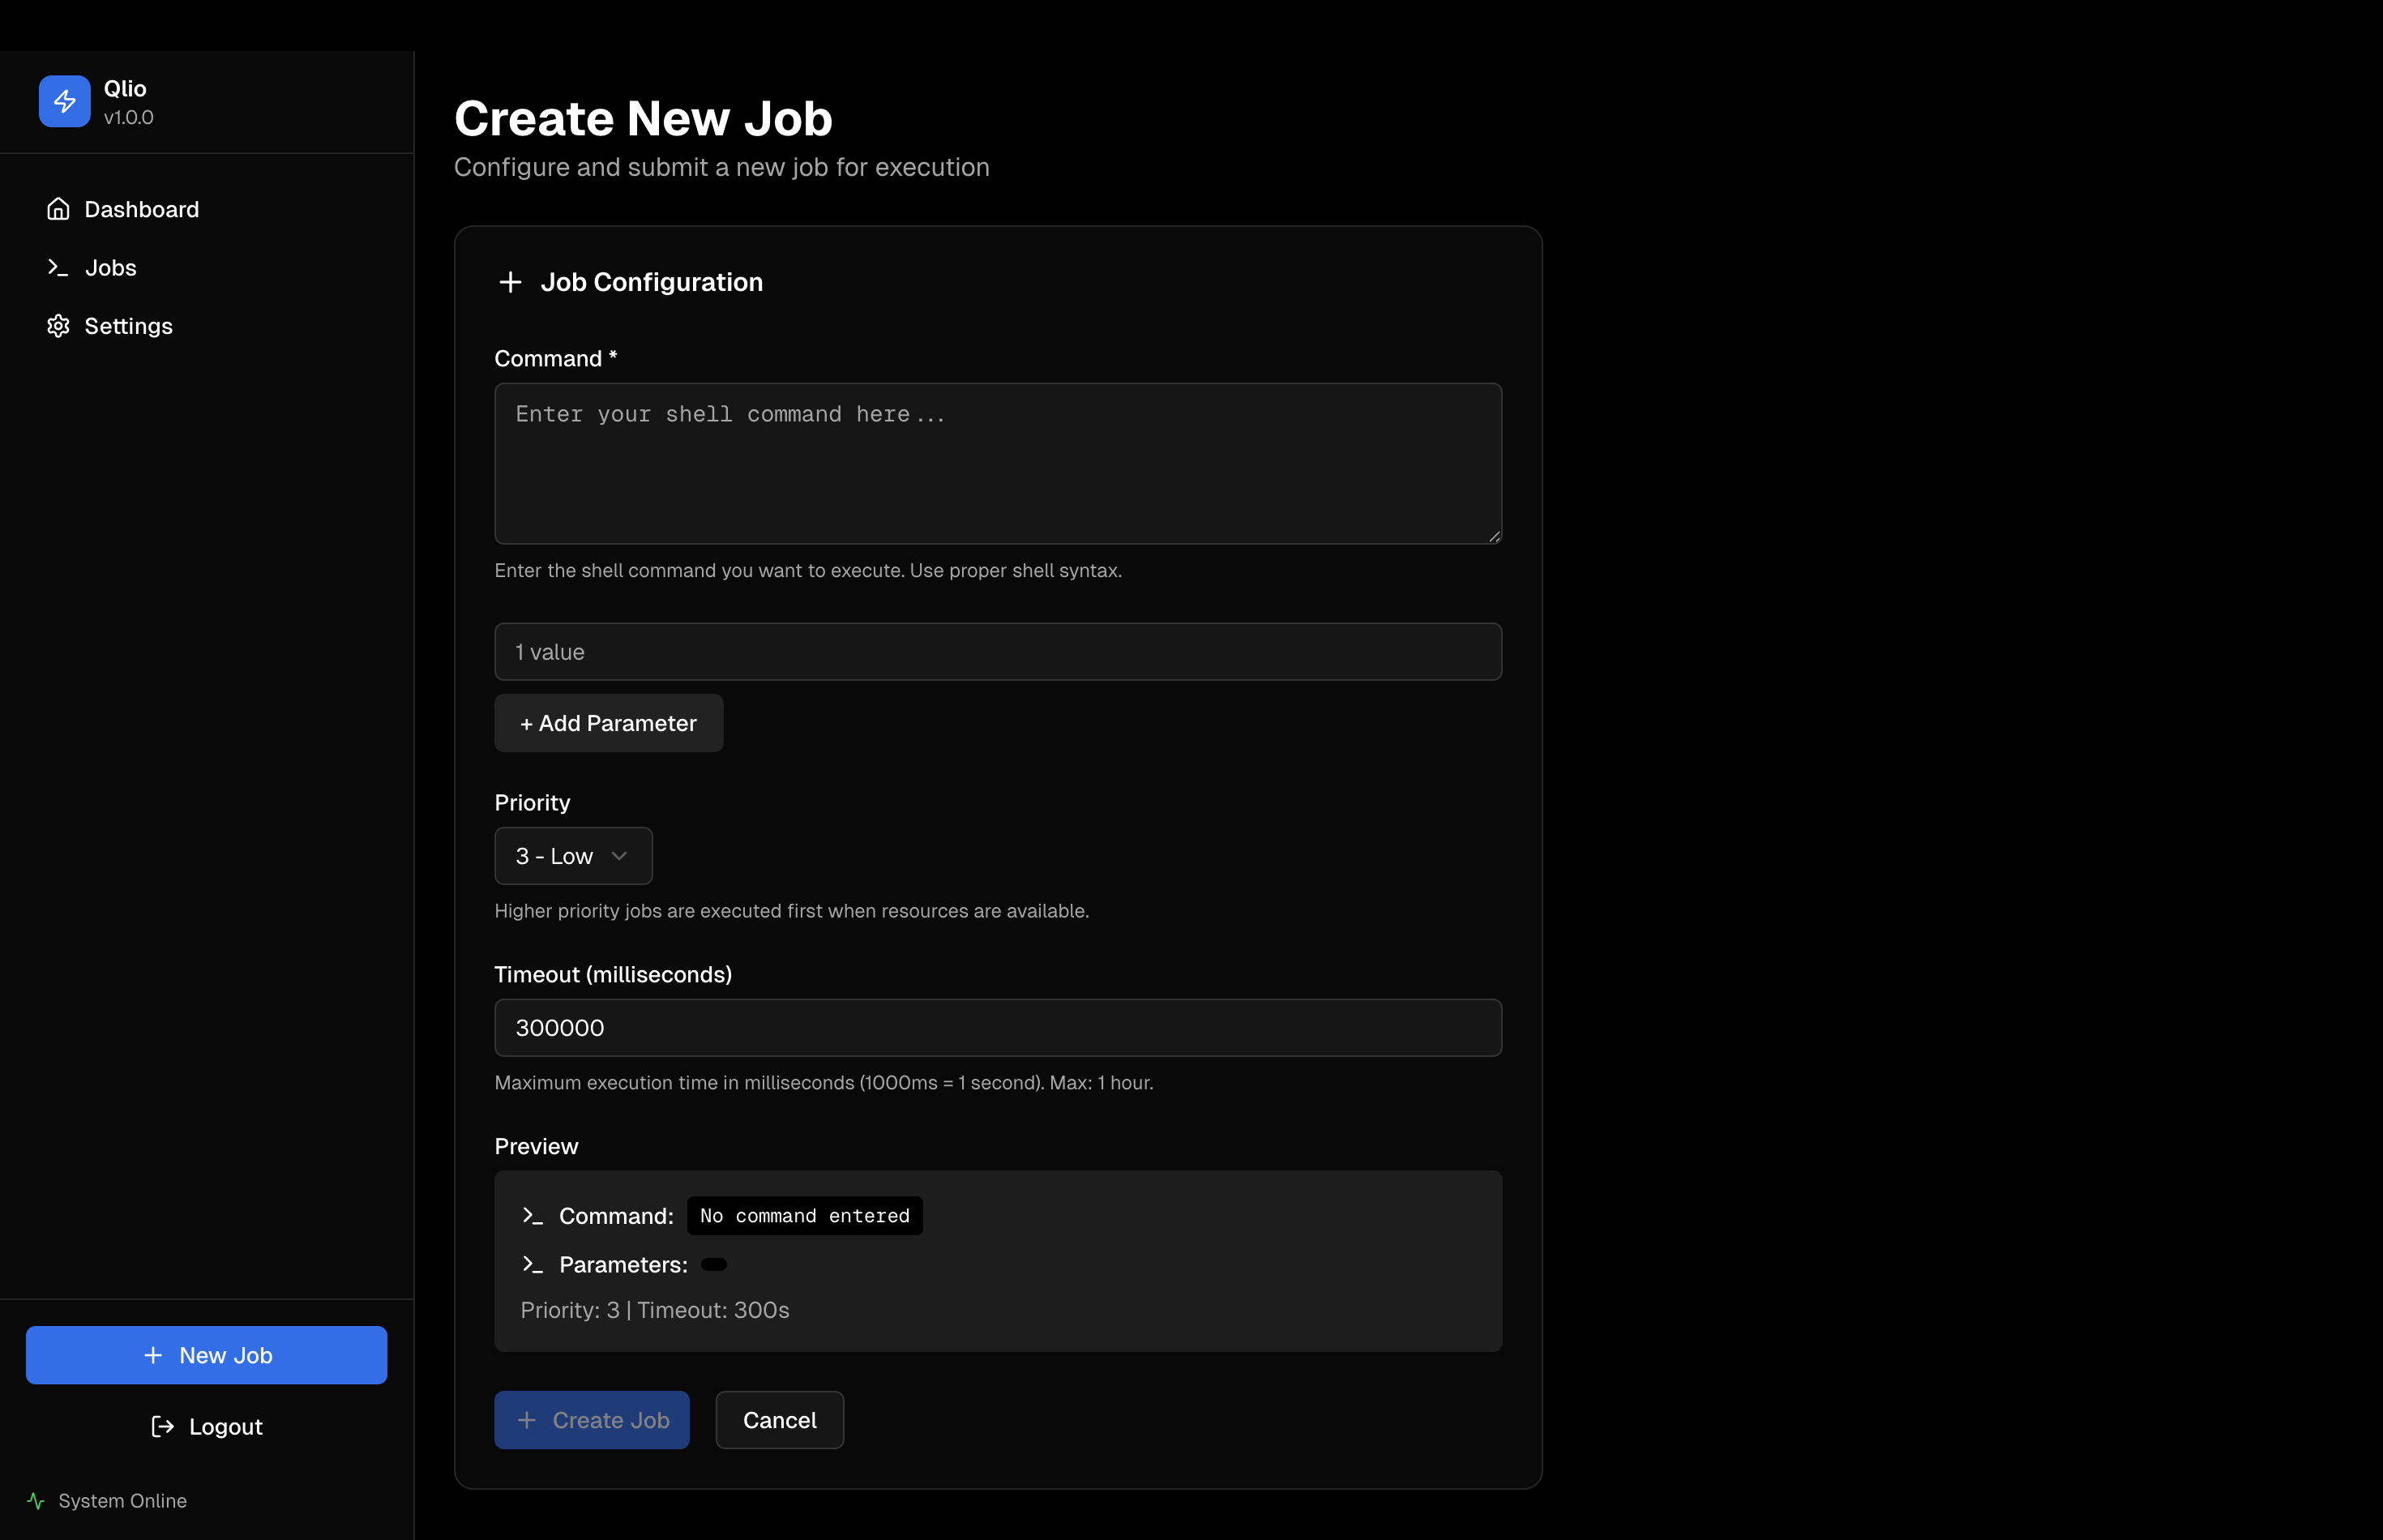 Qlio
v1.0.0
Dashboard
Jobs
Settings
+ New Job
Logout
System Online
Create New Job
Configure and submit a new job for execution
+ Job Configuration
Command *
Enter your shell command here...
Enter the shell command you want to execute. Use proper shell syntax.
1 value
+ Add Parameter
Priority
3 - Low
Higher priority jobs are executed first when resources are available.
Timeout (milliseconds)
300000
Maximum execution time in milliseconds (1000ms = 1 second). Max: 1 hour.
Preview
Command: No command entered
Parameters:
Priority: 3 | Timeout: 300s
+ Create Job Cancel